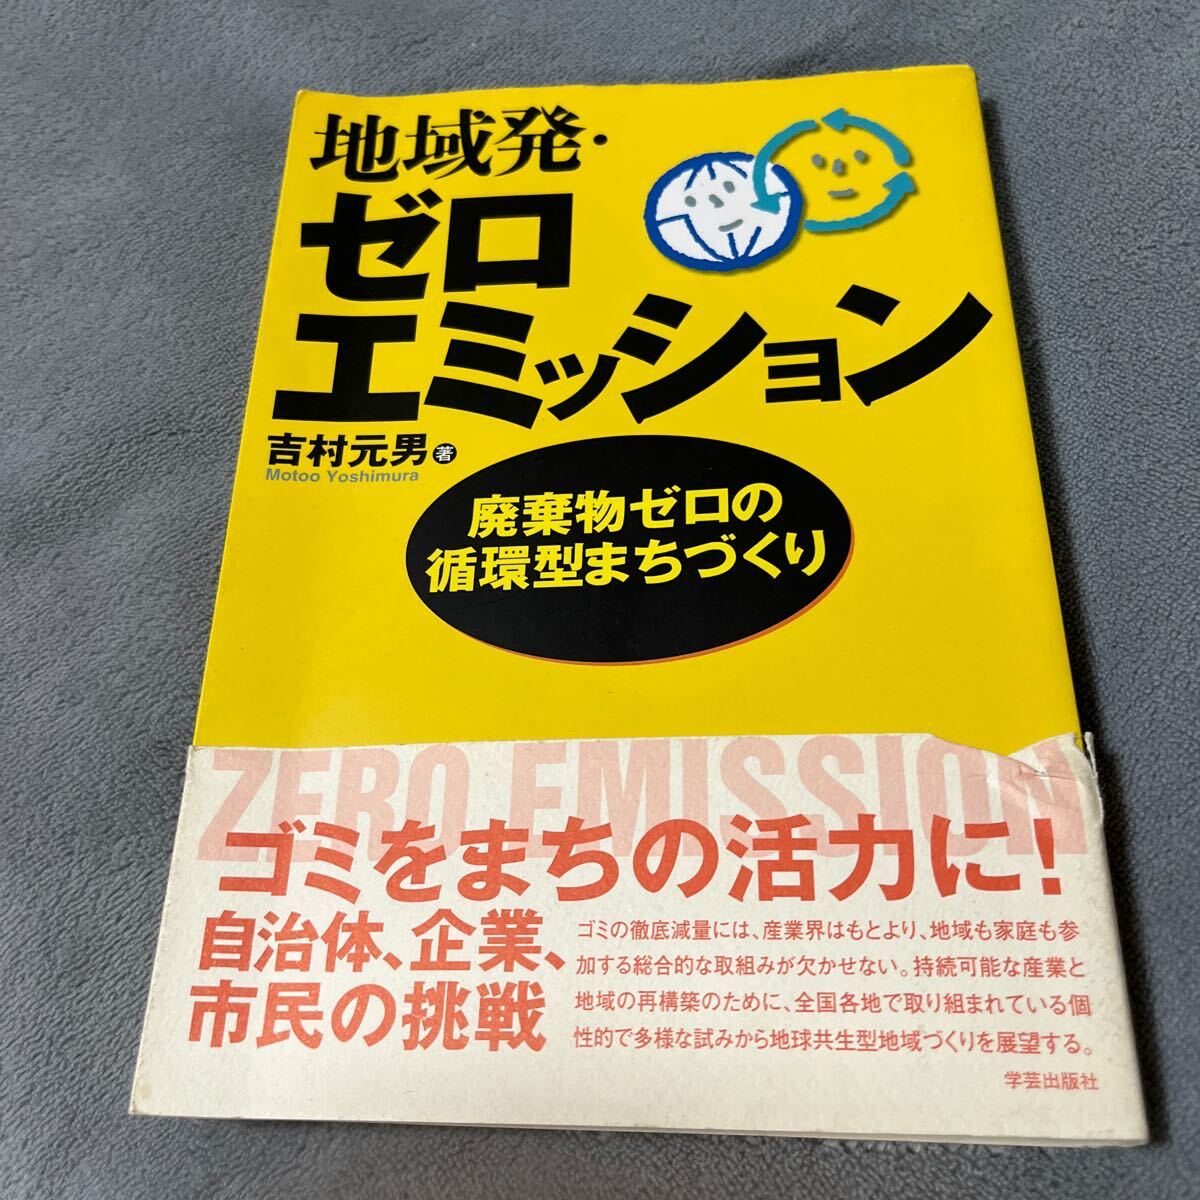 地域発・
ゼロ
エミッション
吉村元男 著
Motoo Yoshimura
廃棄物ゼロの
循環型まちづくり
ZERO EMISSION
ゴミをまちの活力に!
自治体、企業、
市民の挑戦
ゴミの徹底減量には、産業界はもとより、地域も家庭も参
加する総合的な取組みが欠かせない。持続可能な産業と
地域の再構築のために、全国各地で取り組まれている個
性的で多様な試みから地球共生型地域づくりを展望する。
学芸出版社